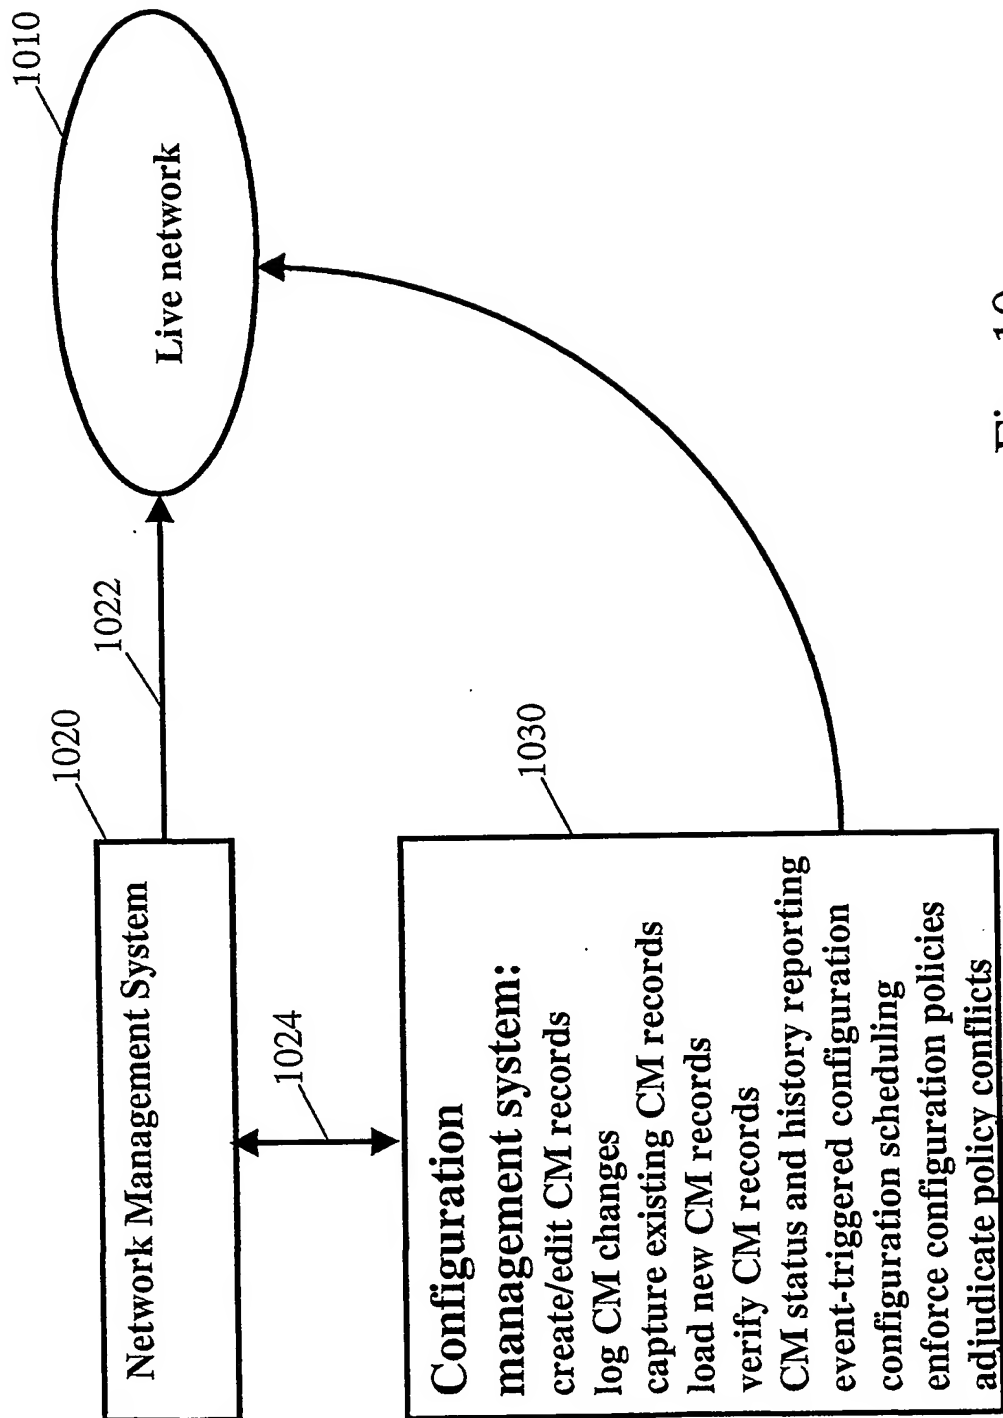 1010
Live network
1022
1020
Network Management System
1024
1030
Configuration
management system:
create/edit CM records
log CM changes
capture existing CM records
load new CM records
verify CM records
CM status and history reporting
event-triggered configuration
configuration scheduling
enforce configuration policies
adjudicate policy conflicts